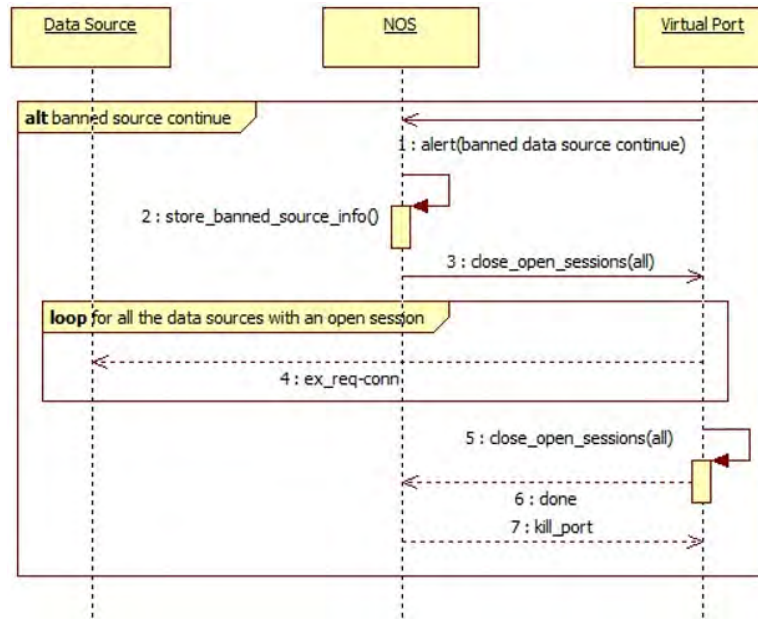 Data Source
NOS
Virtual Port
alt banned source continue
1 : alert(banned data source continue)
2 : store_banned_source_info()
3 : close_open_sessions(all)
loop for all the data sources with an open session
4 : ex_req-conn
5 : close_open_sessions(all)
6 : done
7 : kill_port